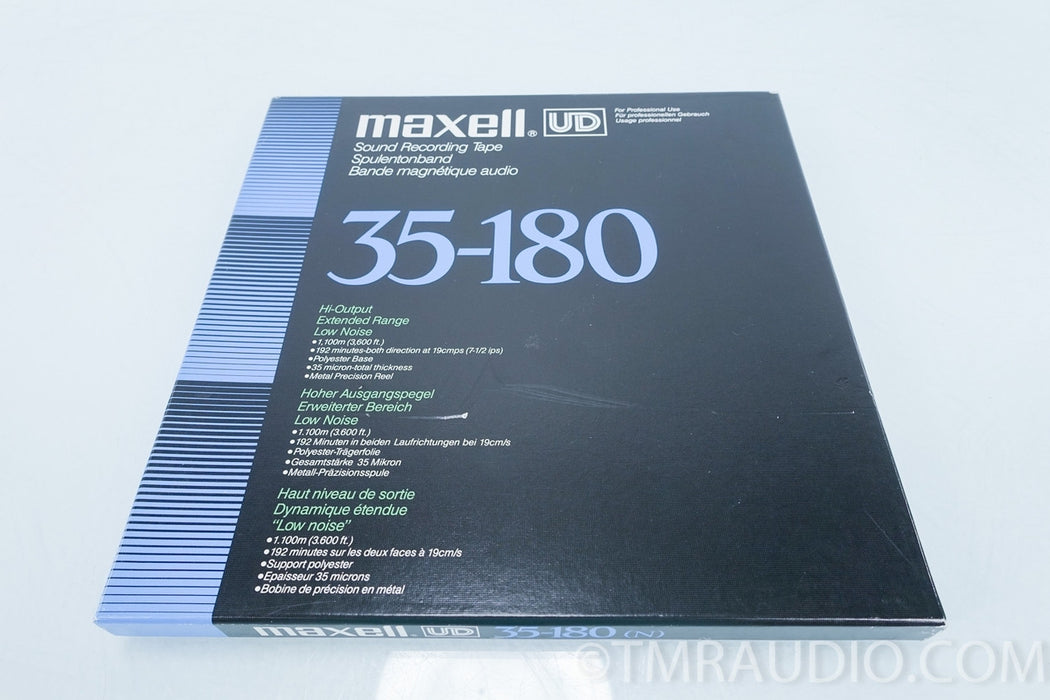 maxell® UD
For Professional Use
Für professionellen Gebrauch
Usage professionnel
Sound Recording Tape
Spulentonband
Bande magnétique audio
35-180
Hi-Output
Extended Range
Low Noise
●1,100m (3,600 ft.)
●192 minutes-both direction at 19cmps (7-1/2 ips)
●Polyester Base
●35 micron-total thickness
●Metal Precision Reel
Hoher Ausgangspegel
Erweiterter Bereich
Low Noise
●1.100m (3.600 ft.)
●192 Minuten in beiden Laufrichtungen bei 19cm/s
●Polyester-Trägerfolie
●Gesamtstärke 35 Mikron
●Metall-Präzisionsspule
Haut niveau de sortie
Dynamique étendue
"Low noise"
●1.100m (3.600 ft.)
●192 minutes sur les deux faces à 19cm/s
●Support polyester
●Epaisseur 35 microns
●Bobine de précision en métal
maxell. UD 35-180 (N)
©TMRAUDIO.COM